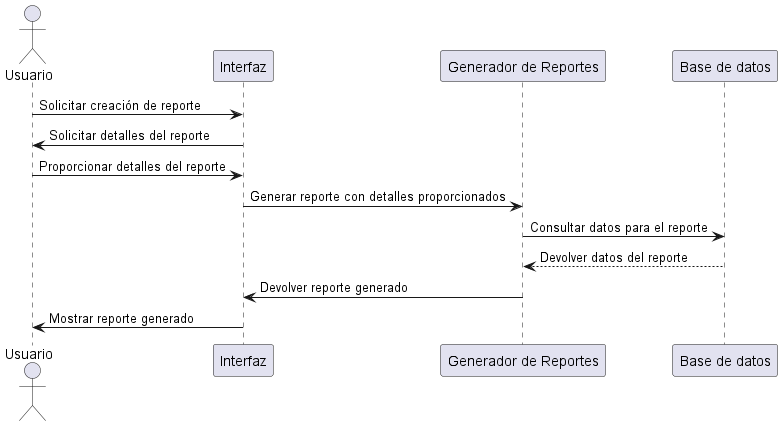 Usuario
Interfaz
Generador de Reportes
Base de datos
Solicitar creación de reporte
Solicitar detalles del reporte
Proporcionar detalles del reporte
Generar reporte con detalles proporcionados
Consultar datos para el reporte
Devolver datos del reporte
Devolver reporte generado
Mostrar reporte generado
Usuario
Interfaz
Generador de Reportes
Base de datos